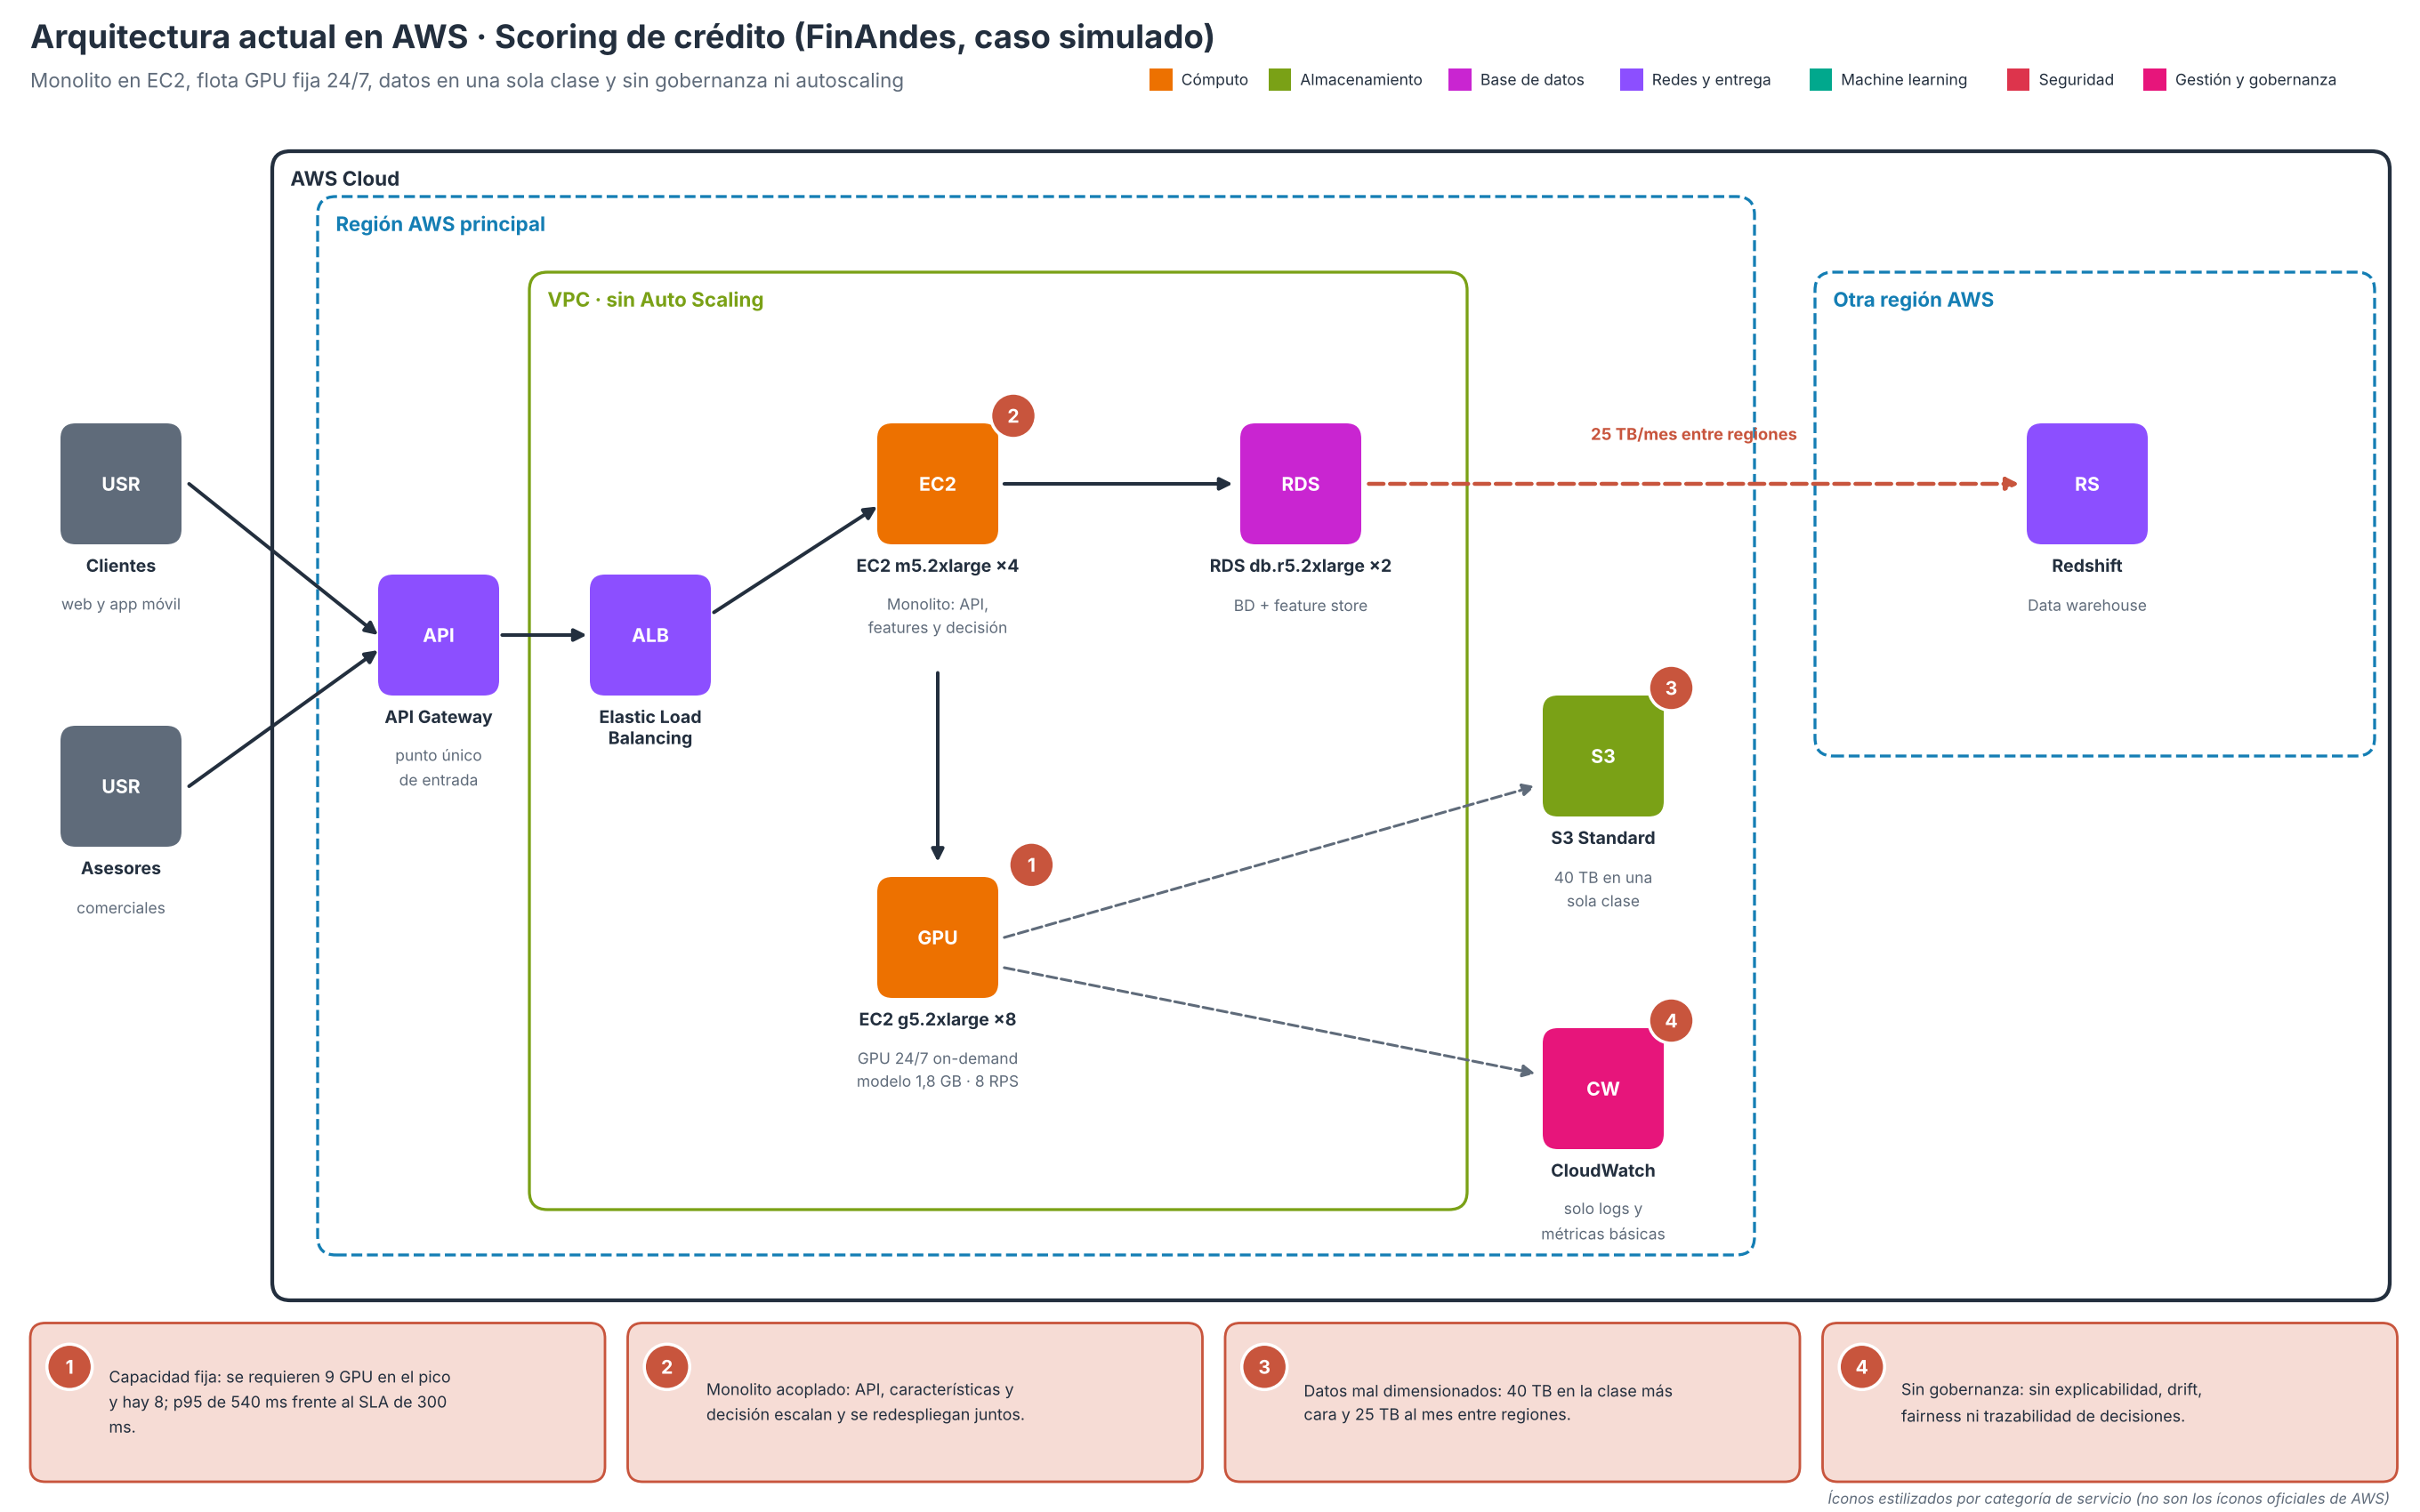 Arquitectura actual en AWS · Scoring de crédito (FinAndes, caso simulado)
Monolito en EC2, flota GPU fija 24/7, datos en una sola clase y sin gobernanza ni autoscaling
Cómputo
Almacenamiento
Base de datos
Redes y entrega
Machine learning
Seguridad
Gestión y gobernanza
AWS Cloud
Región AWS principal
VPC · sin Auto Scaling
Otra región AWS
USR
Clientes
web y app móvil
USR
Asesores
comerciales
API
API Gateway
punto único
de entrada
ALB
Elastic Load
Balancing
2
EC2
EC2 m5.2xlarge ×4
Monolito: API,
features y decisión
RDS
RDS db.r5.2xlarge ×2
BD + feature store
25 TB/mes entre regiones
RS
Redshift
Data warehouse
1
GPU
EC2 g5.2xlarge ×8
GPU 24/7 on-demand
modelo 1,8 GB · 8 RPS
3
S3
S3 Standard
40 TB en una
sola clase
4
CW
CloudWatch
solo logs y
métricas básicas
1
Capacidad fija: se requieren 9 GPU en el pico
y hay 8; p95 de 540 ms frente al SLA de 300
ms.
2
Monolito acoplado: API, características y
decisión escalan y se redespliegan juntos.
3
Datos mal dimensionados: 40 TB en la clase más
cara y 25 TB al mes entre regiones.
4
Sin gobernanza: sin explicabilidad, drift,
fairness ni trazabilidad de decisiones.
Íconos estilizados por categoría de servicio (no son los íconos oficiales de AWS)